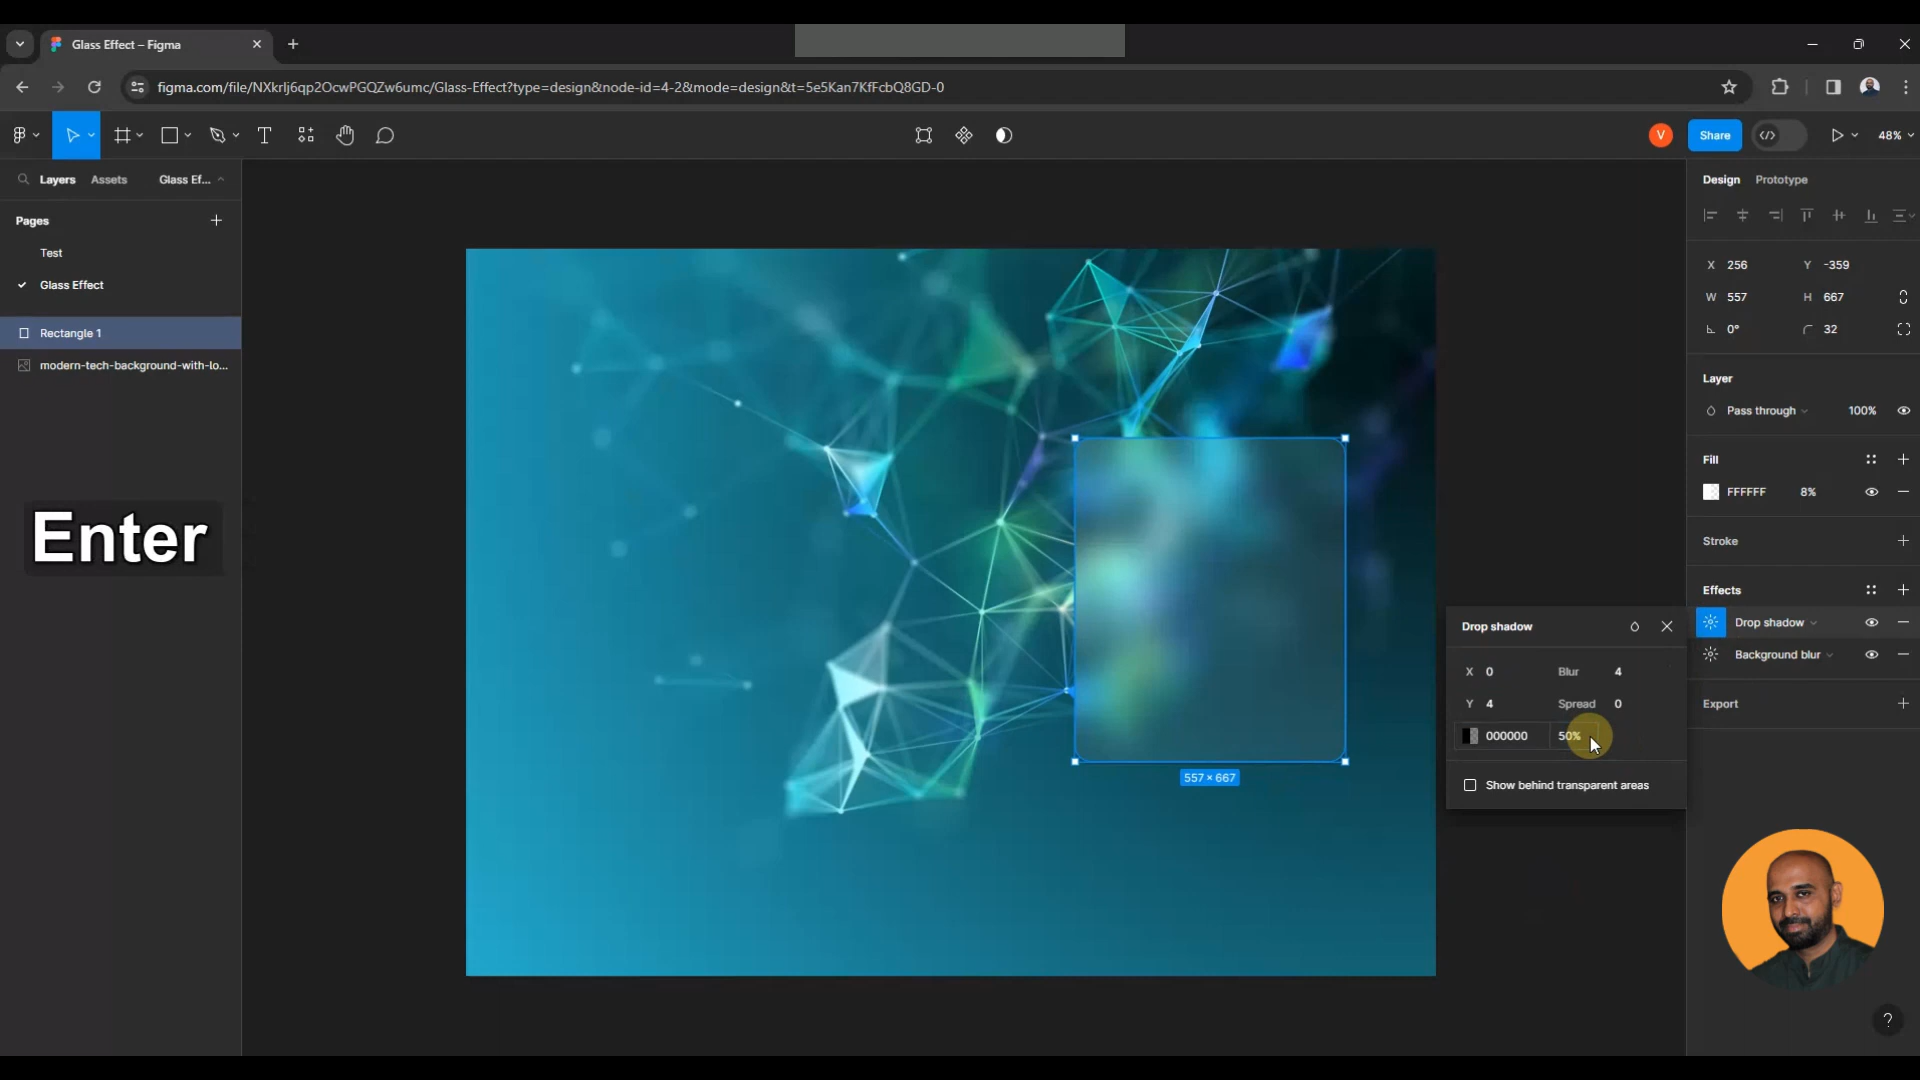 Glass Effect – Figma
figma.com/file/NXkrlj6qp2OcwPGQZw6umc/Glass-Effect?type=design&node-id=4-2&mode=design&t=5e5Kan7KfFcbQ8GD-0
V
Share
48%
Layers Assets Glass Ef...
Design Prototype
Pages
Test
Glass Effect
Rectangle 1
modern-tech-background-with-lo...
X 256 Y -359
W 557 H 667
0° 32
Layer
Pass through 100%
Fill
FFFFFF 8%
Stroke
Effects
Drop shadow
Background blur
Export
Enter
Drop shadow
X 0 Blur 4
Y 4 Spread 0
000000 50%
Show behind transparent areas
557 × 667
?